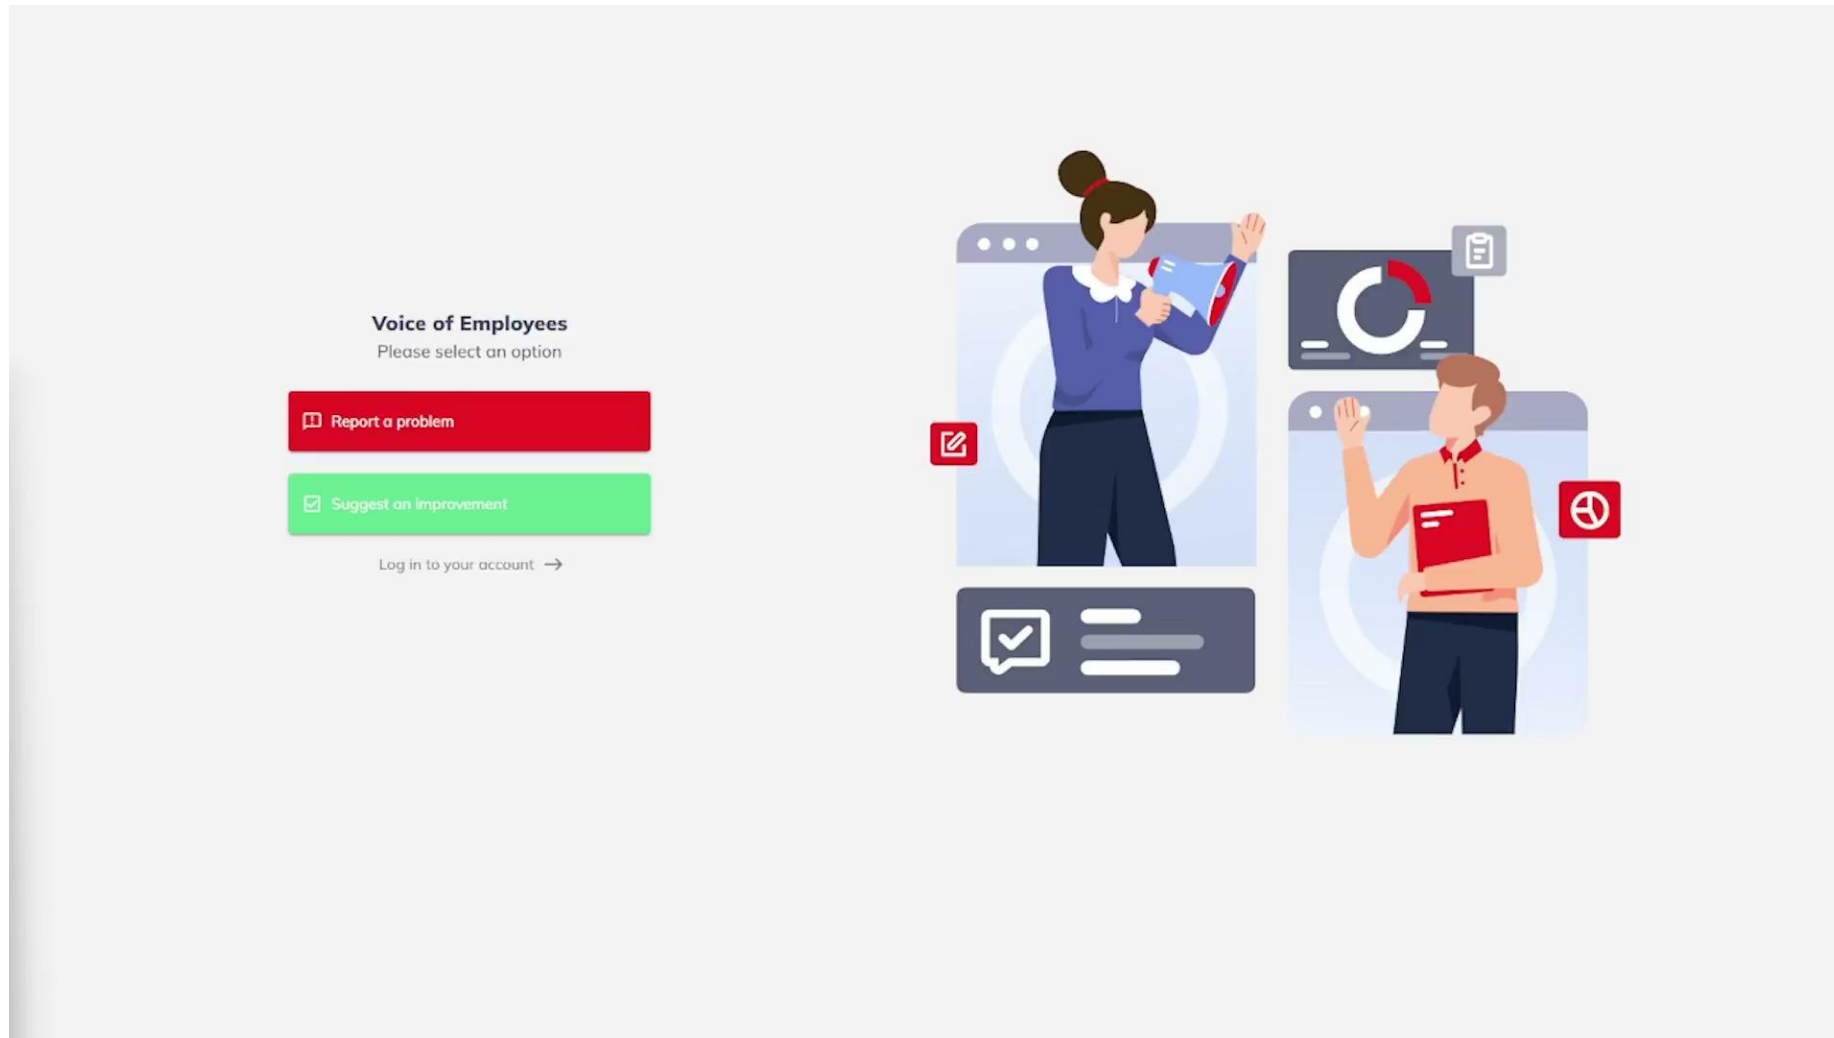 Voice of Employees
Please select an option
Report a problem
Suggest an improvement
Log in to your account